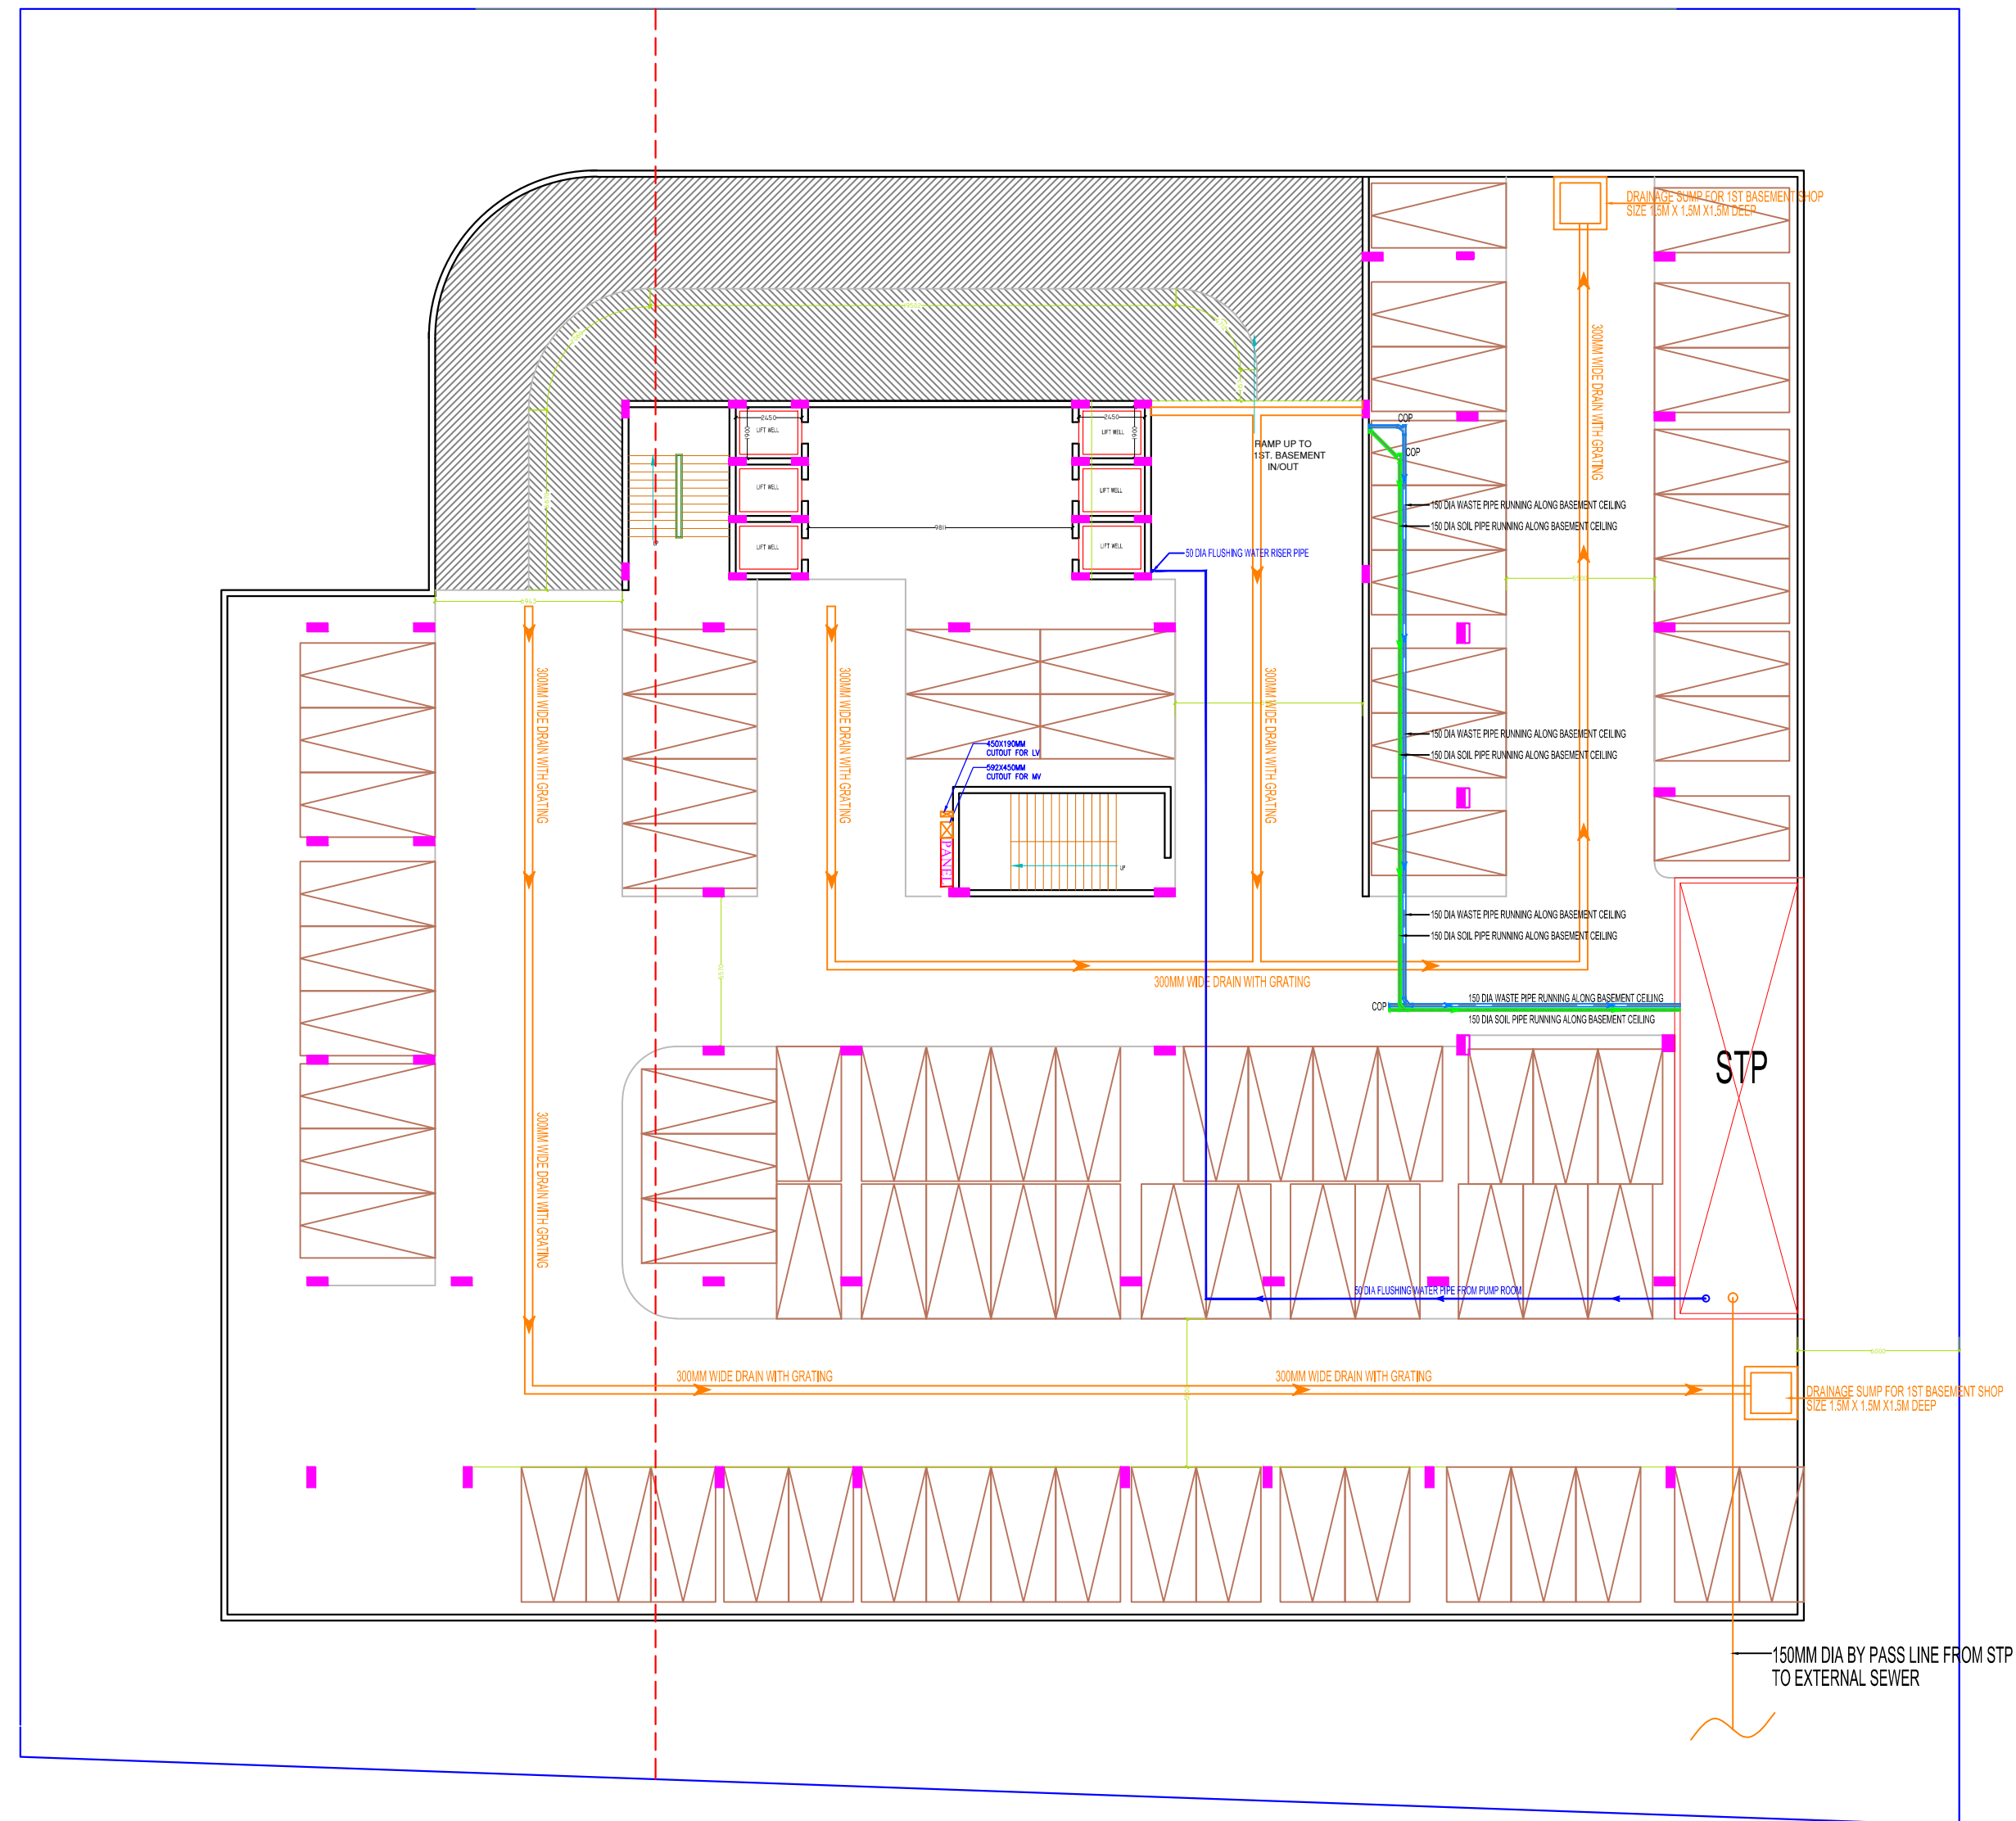 DRAINAGE SUMP FOR 1ST BASEMENT SHOP
SIZE 1.5M X 1.5M X1.5M DEEP
300MM WIDE DRAIN WITH GRATING
2450
1900
LIFT WELL
2450
1900
LIFT WELL
COP
COP
RAMP UP TO
1ST. BASEMENT
IN/OUT
LIFT WELL
LIFT WELL
150 DIA WASTE PIPE RUNNING ALONG BASEMENT CEILING
150 DIA SOIL PIPE RUNNING ALONG BASEMENT CEILING
9811
LIFT WELL
LIFT WELL
50 DIA FLUSHING WATER RISER PIPE
6940
300MM WIDE DRAIN WITH GRATING
300MM WIDE DRAIN WITH GRATING
300MM WIDE DRAIN WITH GRATING
450X190MM
CUTOUT FOR LV
592X450MM
CUTOUT FOR MV
150 DIA WASTE PIPE RUNNING ALONG BASEMENT CEILING
150 DIA SOIL PIPE RUNNING ALONG BASEMENT CEILING
PANEL
UP
150 DIA WASTE PIPE RUNNING ALONG BASEMENT CEILING
150 DIA SOIL PIPE RUNNING ALONG BASEMENT CEILING
300MM WIDE DRAIN WITH GRATING
COP
150 DIA WASTE PIPE RUNNING ALONG BASEMENT CEILING
150 DIA SOIL PIPE RUNNING ALONG BASEMENT CEILING
STP
300MM WIDE DRAIN WITH GRATING
50 DIA FLUSHING WATER PIPE FROM PUMP ROOM
6000
300MM WIDE DRAIN WITH GRATING
300MM WIDE DRAIN WITH GRATING
DRAINAGE SUMP FOR 1ST BASEMENT SHOP
SIZE 1.5M X 1.5M X1.5M DEEP
150MM DIA BY PASS LINE FROM STP
TO EXTERNAL SEWER